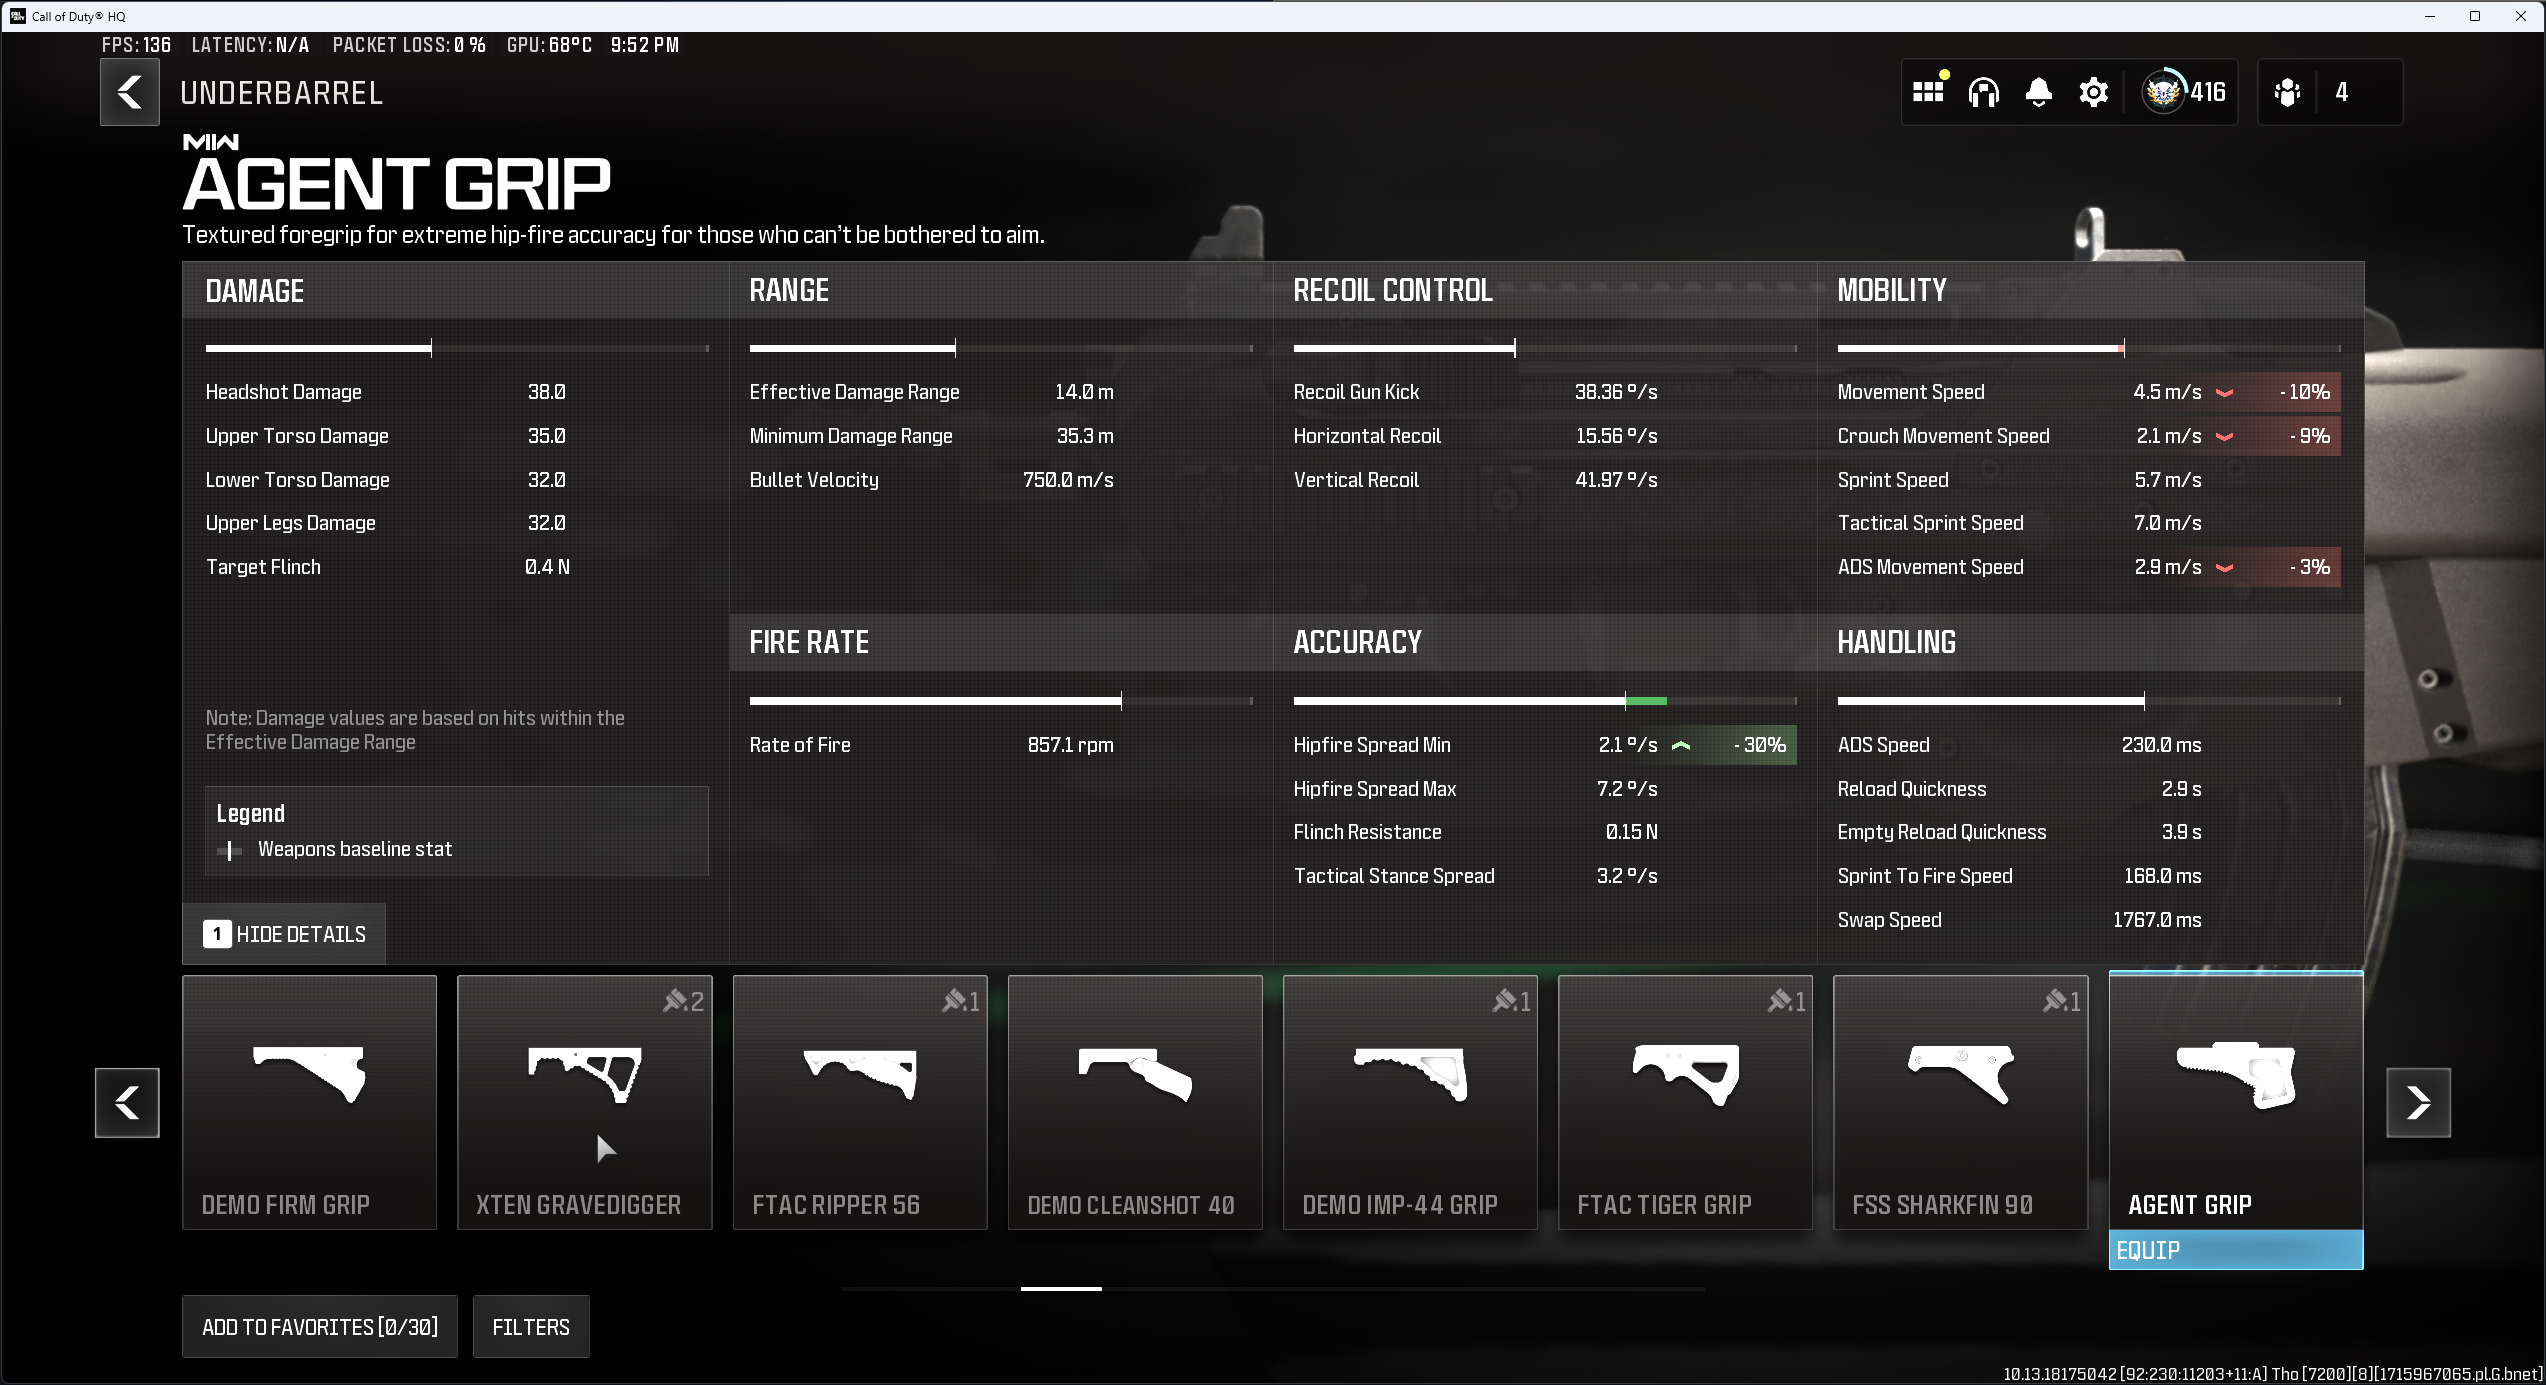 Call of Duty® HQ
FPS: 136 LATENCY: N/A PACKET LOSS: 0 % GPU: 68°C 9:52 PM
UNDERBARREL
416
4
MW
AGENT GRIP
Textured foregrip for extreme hip-fire accuracy for those who can't be bothered to aim.
DAMAGE
Headshot Damage 38.0
Upper Torso Damage 35.0
Lower Torso Damage 32.0
Upper Legs Damage 32.0
Target Flinch 0.4 N
Note: Damage values are based on hits within the
Effective Damage Range
Legend
Weapons baseline stat
1 HIDE DETAILS
RANGE
Effective Damage Range 14.0 m
Minimum Damage Range 35.3 m
Bullet Velocity 750.0 m/s
FIRE RATE
Rate of Fire 857.1 rpm
RECOIL CONTROL
Recoil Gun Kick 38.36 º/s
Horizontal Recoil 15.56 º/s
Vertical Recoil 41.97 º/s
ACCURACY
Hipfire Spread Min 2.1 º/s - 30%
Hipfire Spread Max 7.2 º/s
Flinch Resistance 0.15 N
Tactical Stance Spread 3.2 º/s
MOBILITY
Movement Speed 4.5 m/s - 10%
Crouch Movement Speed 2.1 m/s - 9%
Sprint Speed 5.7 m/s
Tactical Sprint Speed 7.0 m/s
ADS Movement Speed 2.9 m/s - 3%
HANDLING
ADS Speed 230.0 ms
Reload Quickness 2.9 s
Empty Reload Quickness 3.9 s
Sprint To Fire Speed 168.0 ms
Swap Speed 1767.0 ms
DEMO FIRM GRIP
2
XTEN GRAVEDIGGER
1
FTAC RIPPER 56
DEMO CLEANSHOT 40
1
DEMO IMP-44 GRIP
1
FTAC TIGER GRIP
1
FSS SHARKFIN 90
AGENT GRIP
EQUIP
ADD TO FAVORITES [0/30]
FILTERS
10.13.18175042 [92:230:11203+11:A] Tho [7200][8][1715967065.pl.G.bnet]